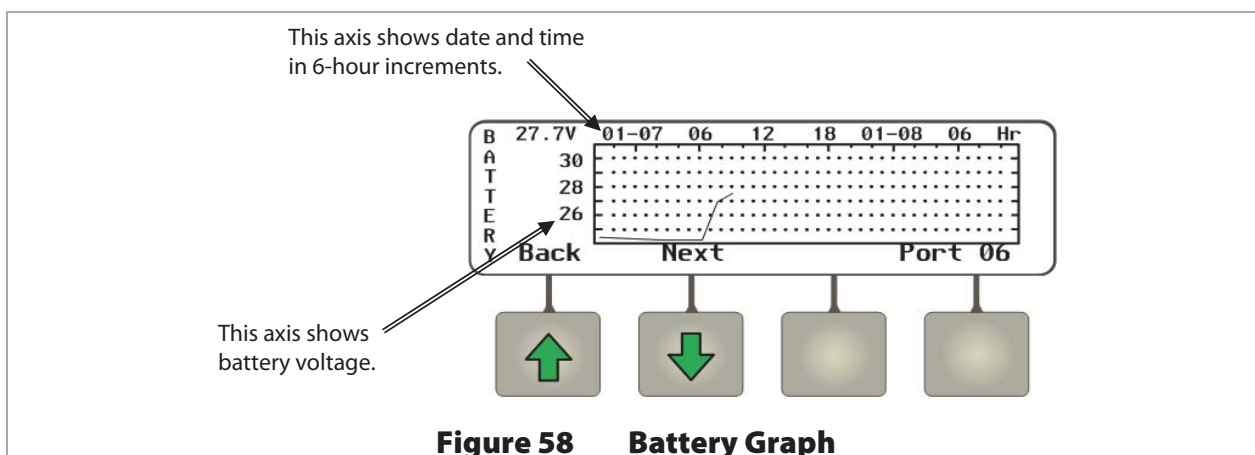 This axis shows date and time
in 6-hour increments.
BATTERY
27.7V 01-07 06 12 18 01-08 06 Hr
30
28
26
Back Next Port 06
This axis shows
battery voltage.
Figure 58 Battery Graph